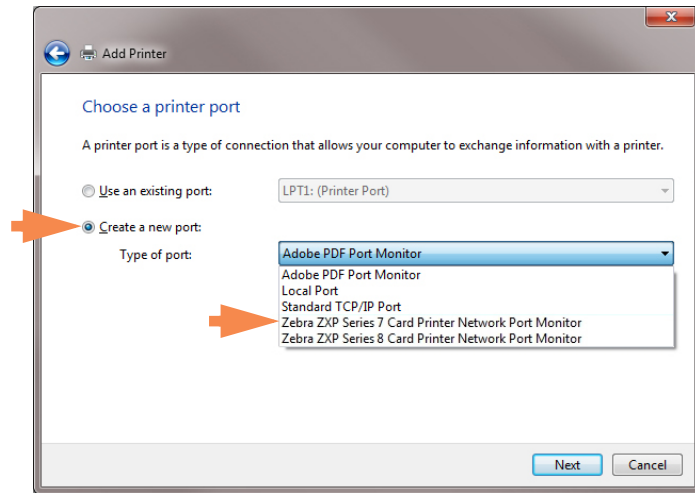 Add Printer
Choose a printer port
A printer port is a type of connection that allows your computer to exchange information with a printer.
Use an existing port: LPT1: (Printer Port)
Create a new port:
Type of port: Adobe PDF Port Monitor
Adobe PDF Port Monitor
Local Port
Standard TCP/IP Port
Zebra ZXP Series 7 Card Printer Network Port Monitor
Zebra ZXP Series 8 Card Printer Network Port Monitor
Next Cancel